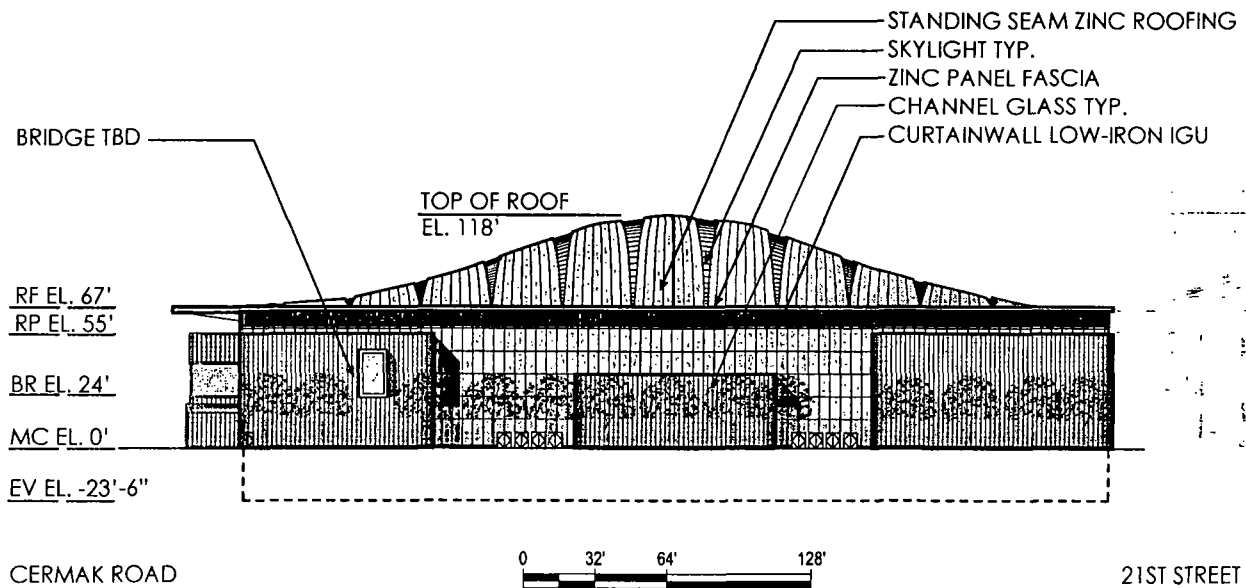 STANDING SEAM ZINC ROOFING
SKYLIGHT TYP.
ZINC PANEL FASCIA
CHANNEL GLASS TYP.
CURTAINWALL LOW-IRON IGU
BRIDGE TBD
TOP OF ROOF
EL. 118'
RF EL. 67'
RP EL. 55'
BR EL. 24'
MC EL. 0'
EV EL. -23'-6"
0 32' 64' 128'
CERMAK ROAD
21ST STREET